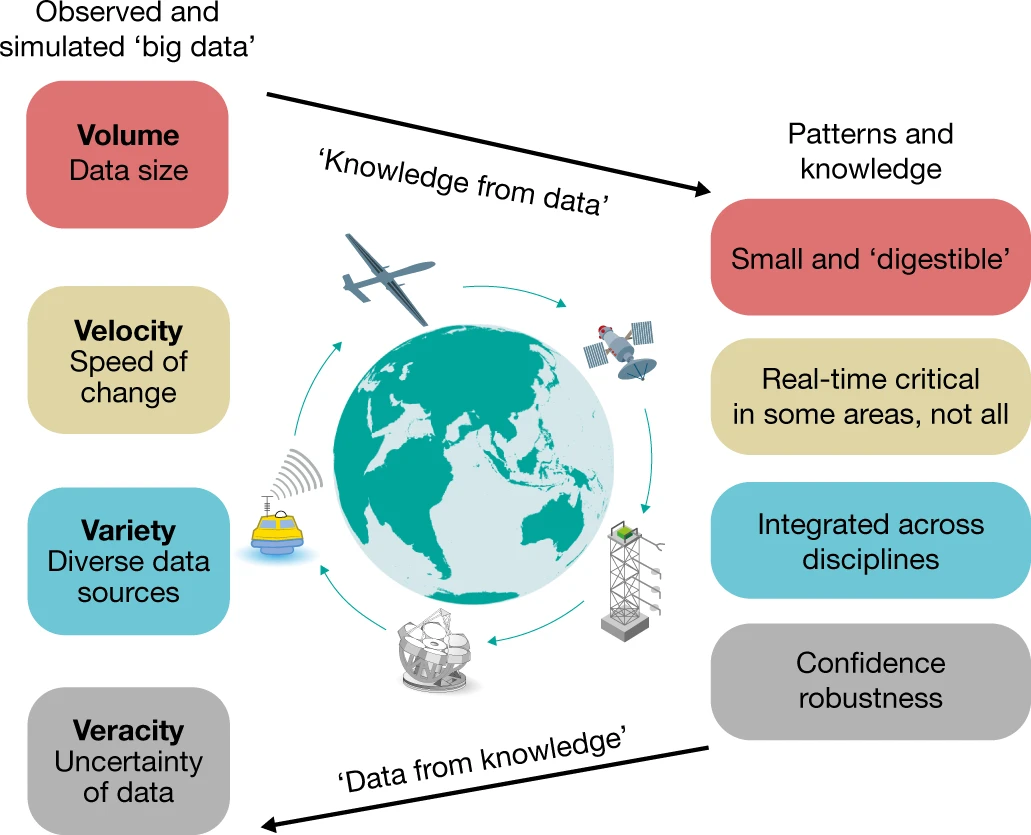 Observed and
simulated ‘big data’
Volume
Data size
Velocity
Speed of
change
Variety
Diverse data
sources
Veracity
Uncertainty
of data
‘Knowledge from data’
‘Data from knowledge’
Patterns and
knowledge
Small and ‘digestible’
Real-time critical
in some areas, not all
Integrated across
disciplines
Confidence
robustness